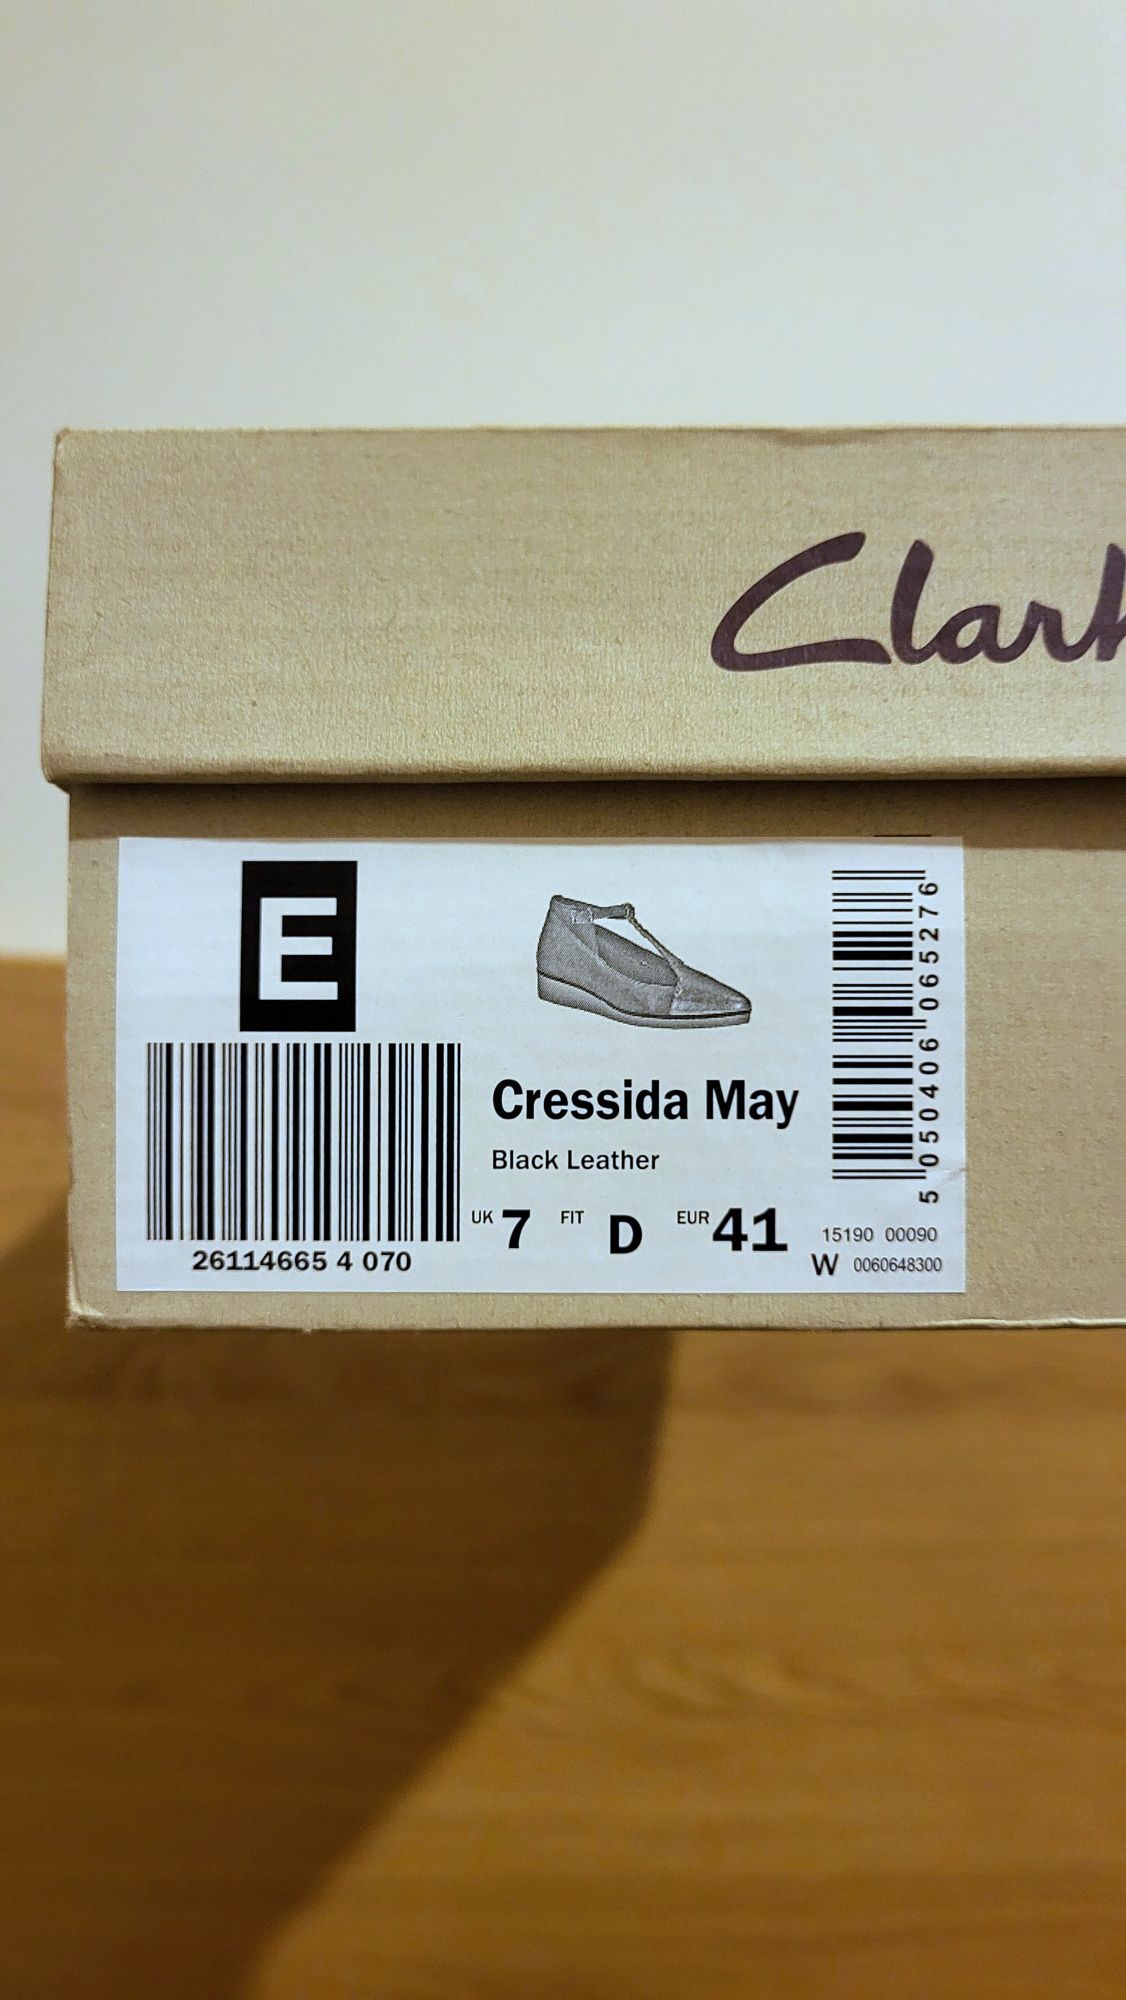 Clark
E
Cressida May
Black Leather
UK 7 FIT D EUR 41
26114665 4 070
5 050406 065276
15190 00090
W 0060648300